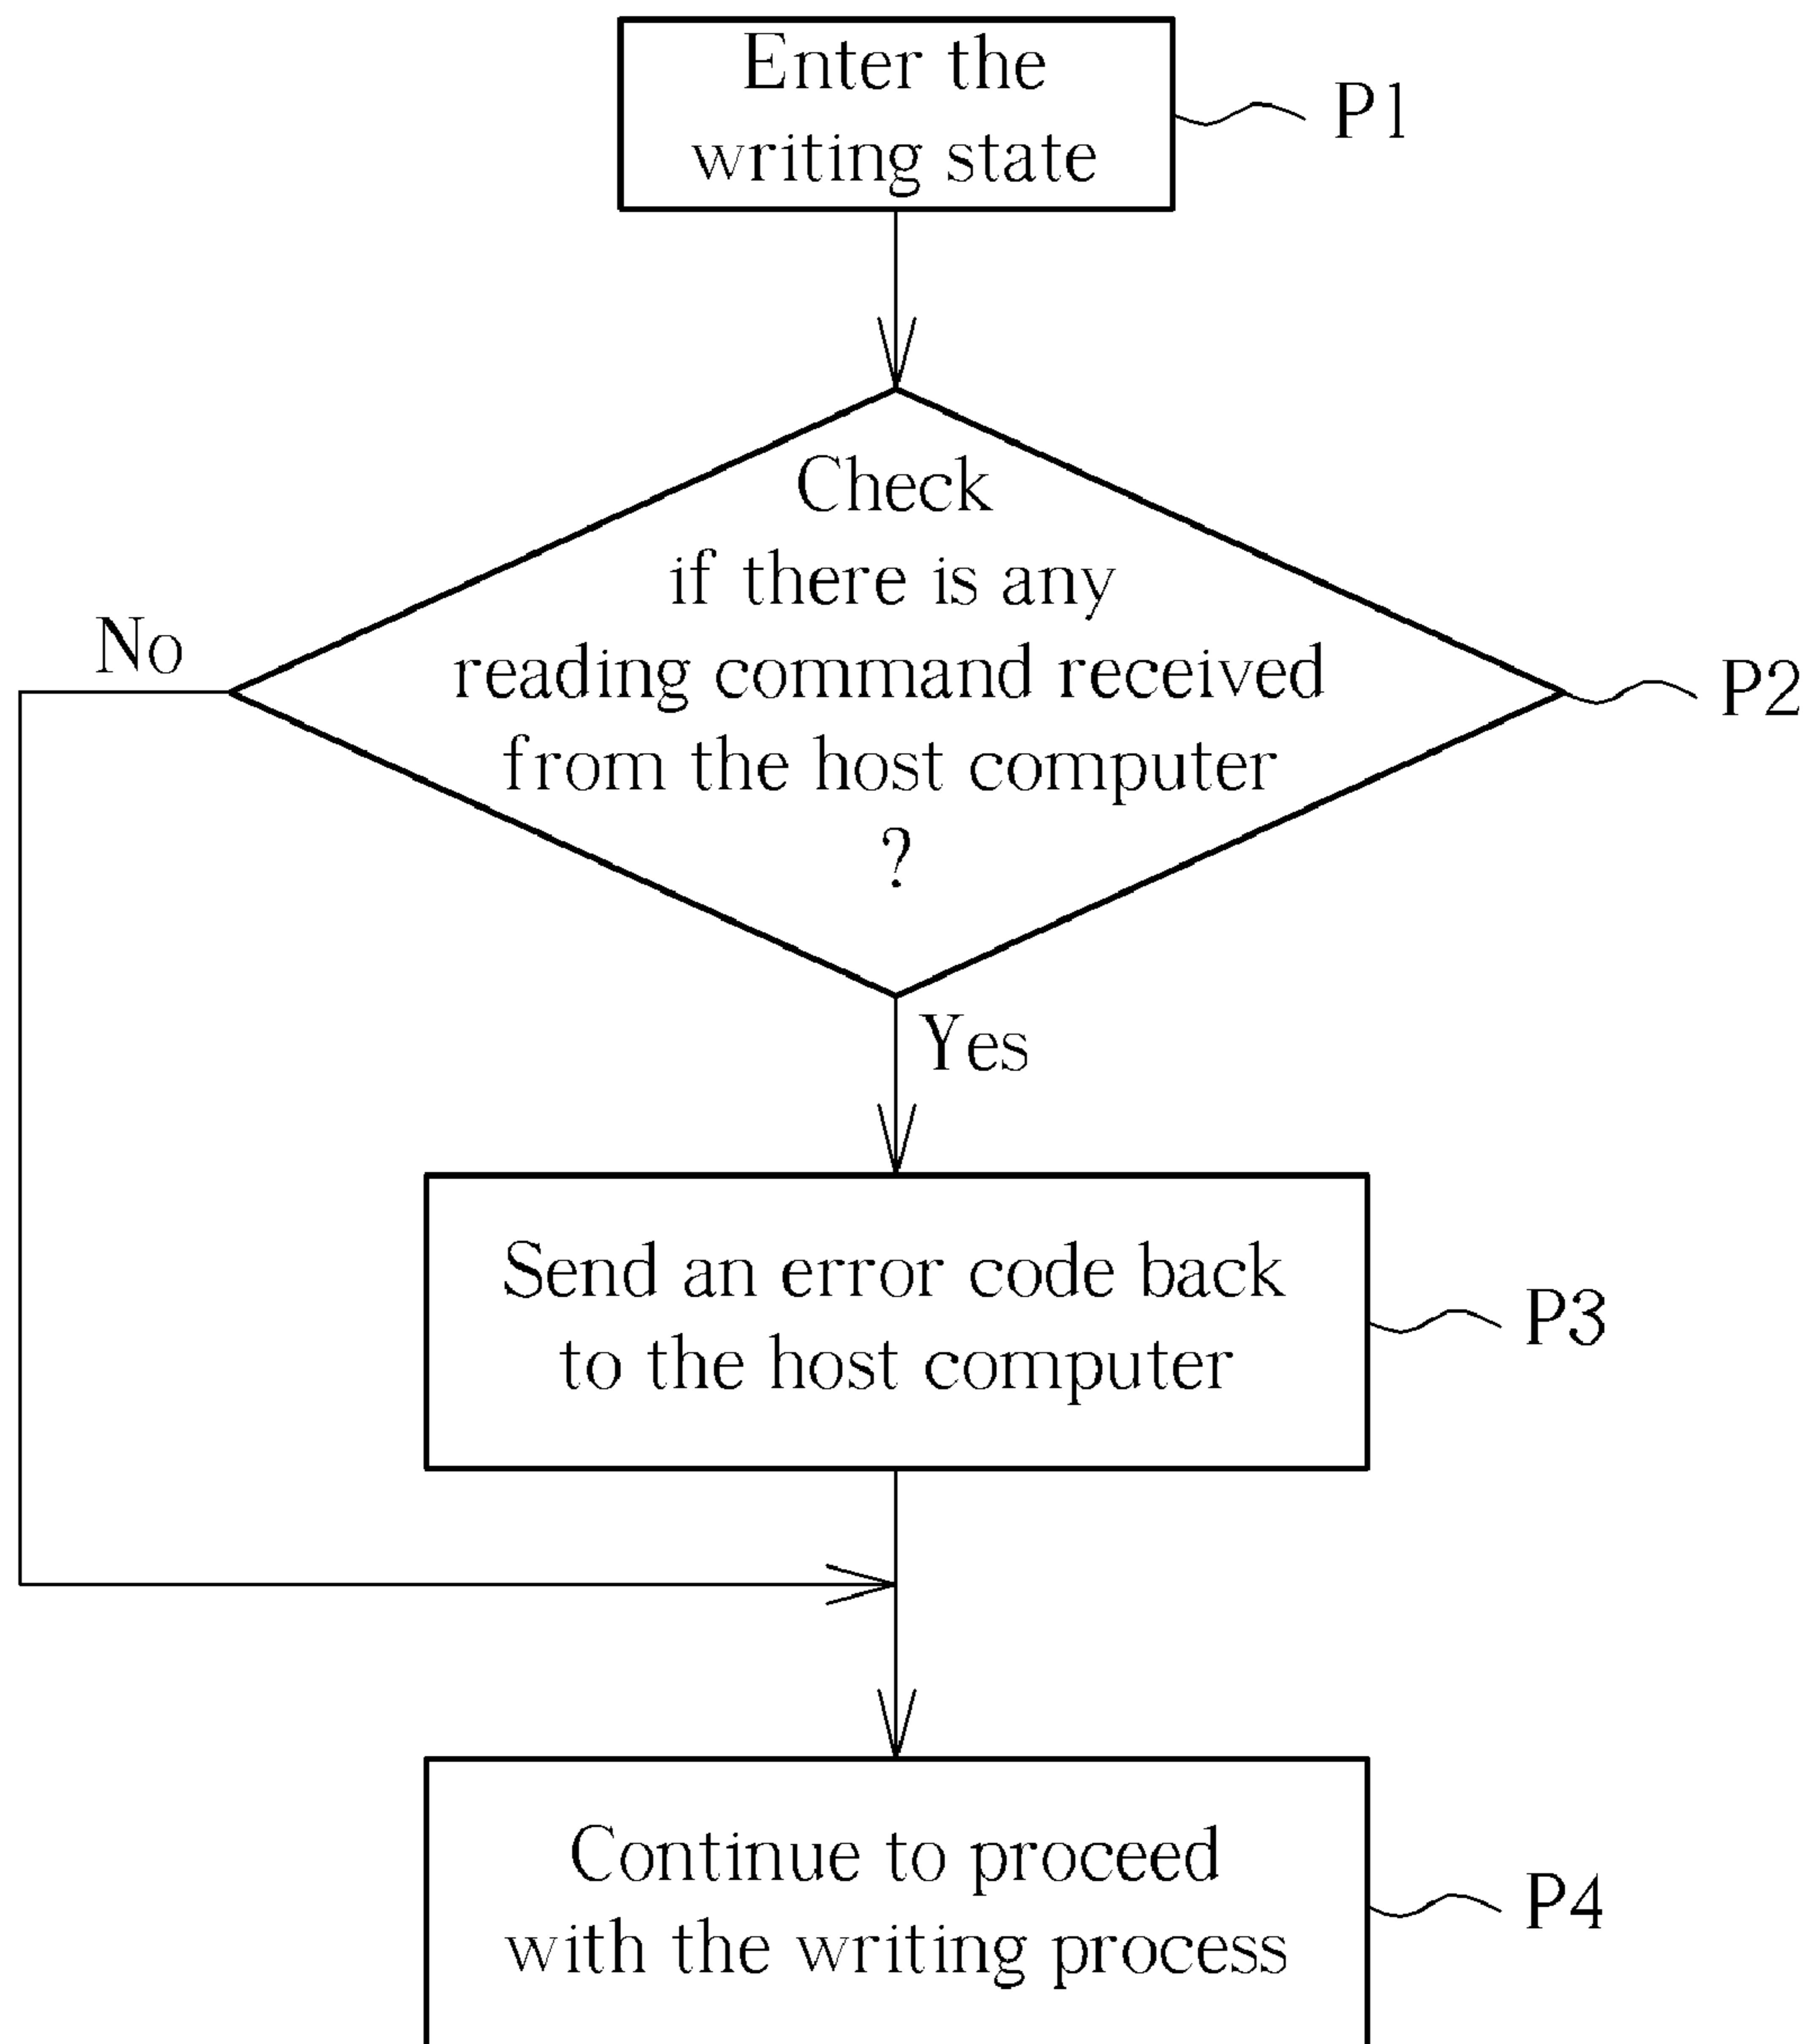 Enter the
writing state
P1
Check
if there is any
reading command received
from the host computer
?
No
P2
Yes
Send an error code back
to the host computer
P3
Continue to proceed
with the writing process
P4